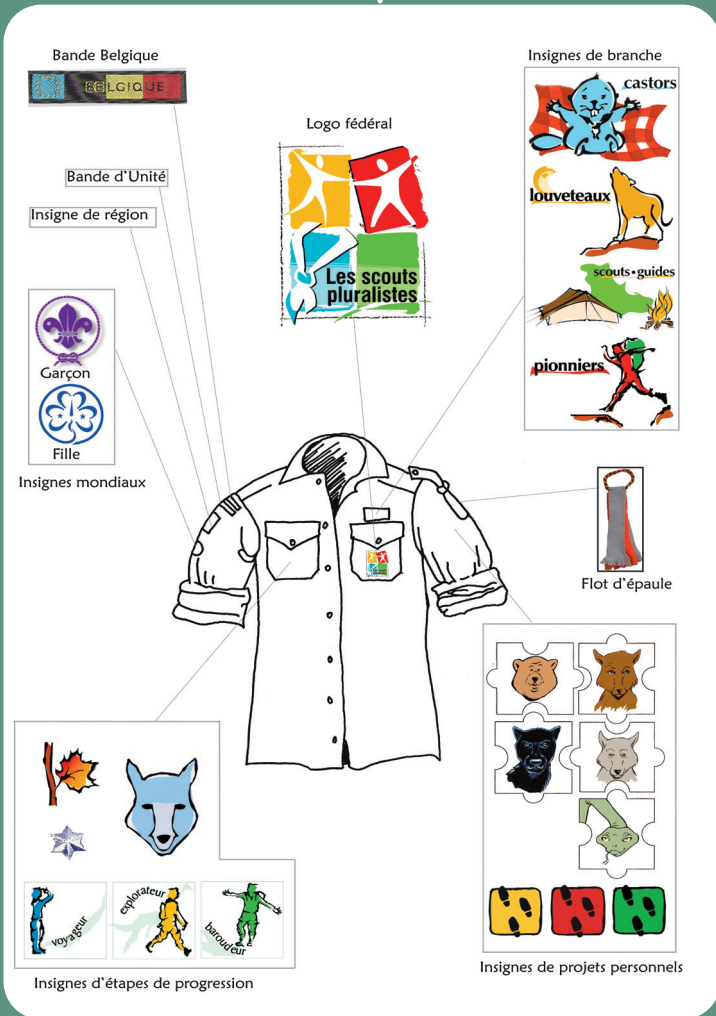 Bande Belgique
BELGIQUE
Bande d'Unité
Insigne de région
Garçon
Fille
Insignes mondiaux
Logo fédéral
Les scouts
pluralistes
Insignes de branche
castors
louveteaux
scouts•guides
pionniers
Flot d'épaule
voyageur
explorateur
baroudeur
Insignes d'étapes de progression
Insignes de projets personnels